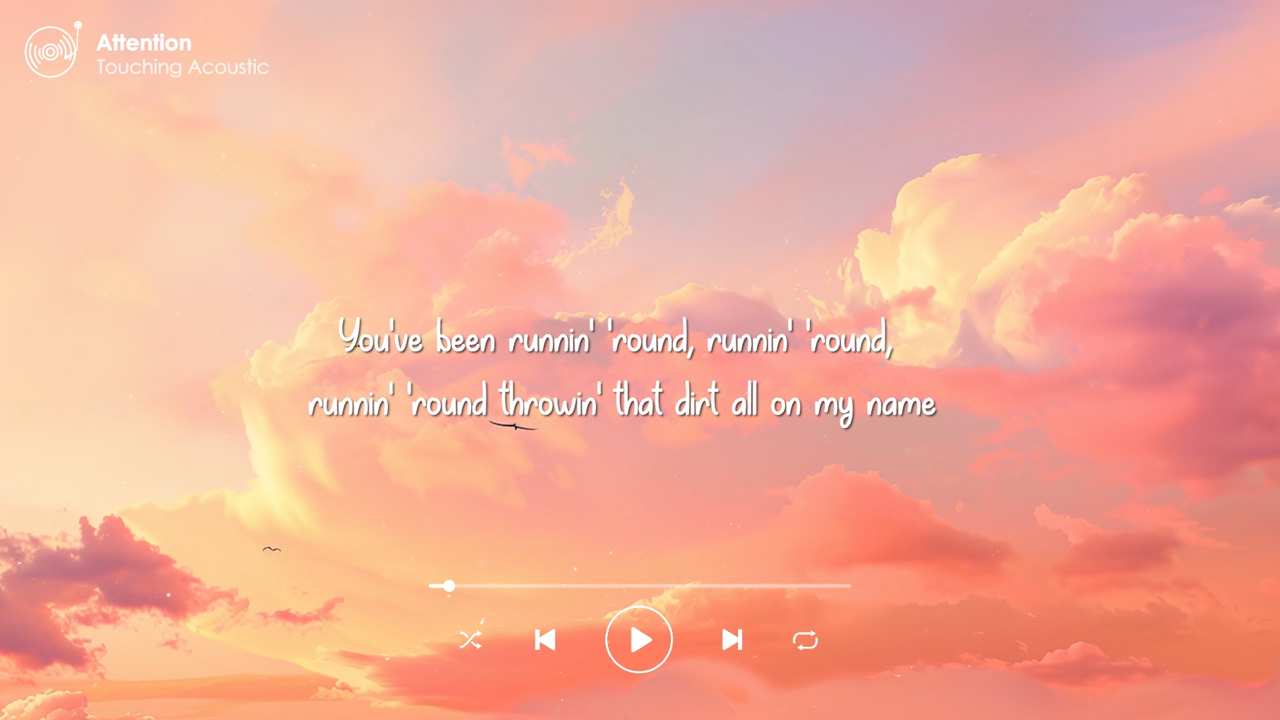 Attention
Touching Acoustic
You've been runnin' 'round, runnin' 'round,
runnin' 'round throwin' that dirt all on my name